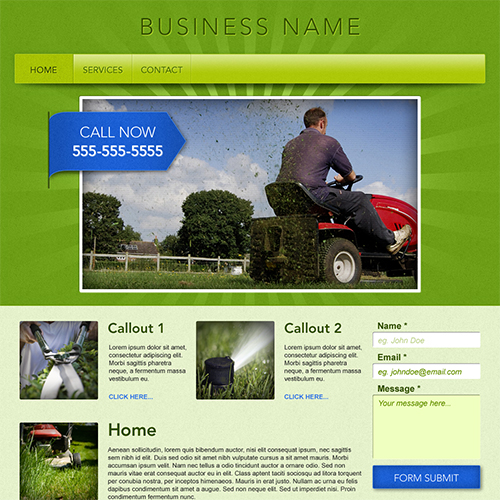 BUSINESS NAME
HOME SERVICES CONTACT
CALL NOW
555-555-5555
Callout 1
Lorem ipsum dolor sit amet,
consectetur adipiscing elit.
Morbi sagittis pharetra
neque, a fermentum massa
vestibulum eu.
CLICK HERE...
Callout 2
Lorem ipsum dolor sit amet,
consectetur adipiscing elit.
Morbi sagittis pharetra
neque, a fermentum massa
vestibulum eu.
CLICK HERE...
Name *
eg. John Doe
Email *
eg. johndoe@email.com
Message *
Your message here...
FORM SUBMIT
Home
Aenean sollicitudin, lorem quis bibendum auctor, nisi elit consequat ipsum, nec sagittis
sem nibh id elit. Duis sed odio sit amet nibh vulputate cursus a sit amet mauris. Morbi
accumsan ipsum velit. Nam nec tellus a odio tincidunt auctor a ornare odio. Sed non
mauris vitae erat consequat auctor eu in elit. Class aptent taciti sociosqu ad litora torquent
per conubia nostra, per inceptos himenaeos. Mauris in erat justo. Nullam ac urna eu felis
dapibus condimentum sit amet a augue. Sed non neque elit. Sed ut imperdiet nisi. Proin
condimentum fermentum nunc.